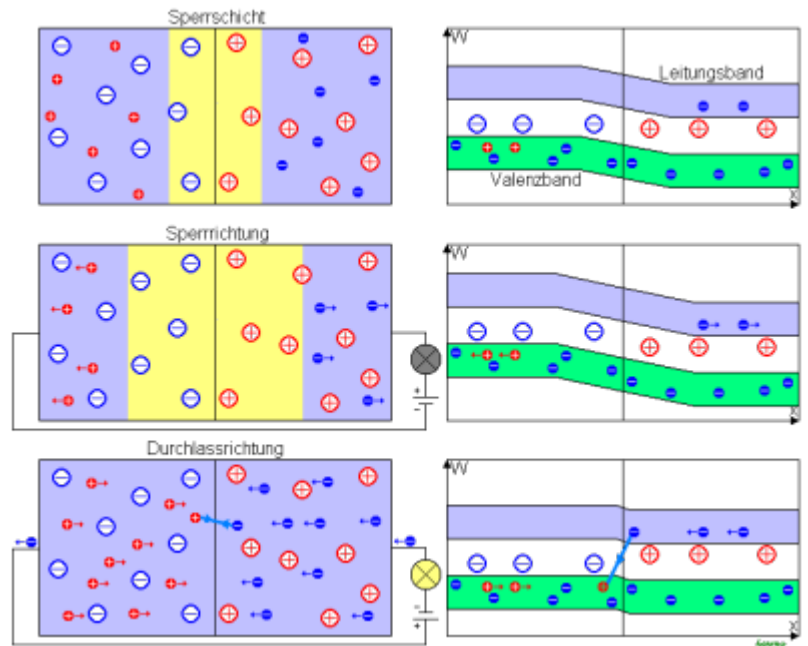 Sperrschicht
W
Leitungsband
Valenzband
x
Sperrrichtung
W
x
+
-
Durchlassrichtung
W
x
-
+